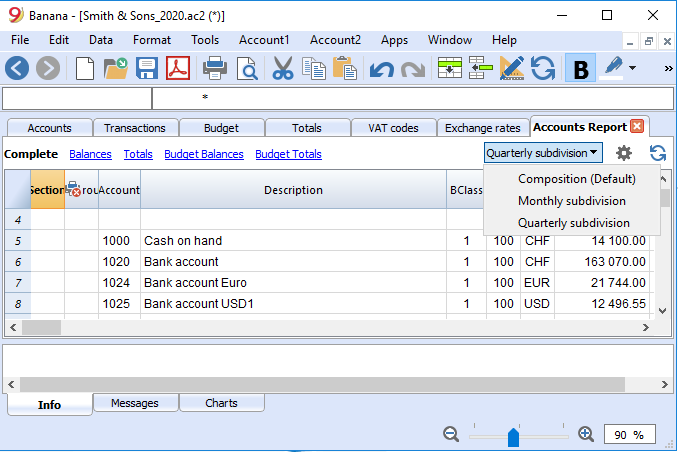 Banana - [Smith & Sons_2020.ac2 (*)]
File Edit Data Format Tools Account1 Account2 Apps Window Help
B »
*
Accounts Transactions Budget Totals VAT codes Exchange rates Accounts Report
Complete Balances Totals Budget Balances Budget Totals Quarterly subdivision
Composition (Default)
Monthly subdivision
Quarterly subdivision
Section Account Description BClass
4
5 1000 Cash on hand 1 100 CHF 14 100.00
6 1020 Bank account 1 100 CHF 163 070.00
7 1024 Bank account Euro 1 100 EUR 21 744.00
8 1025 Bank account USD1 1 100 USD 12 496.55
Info Messages Charts
90 %